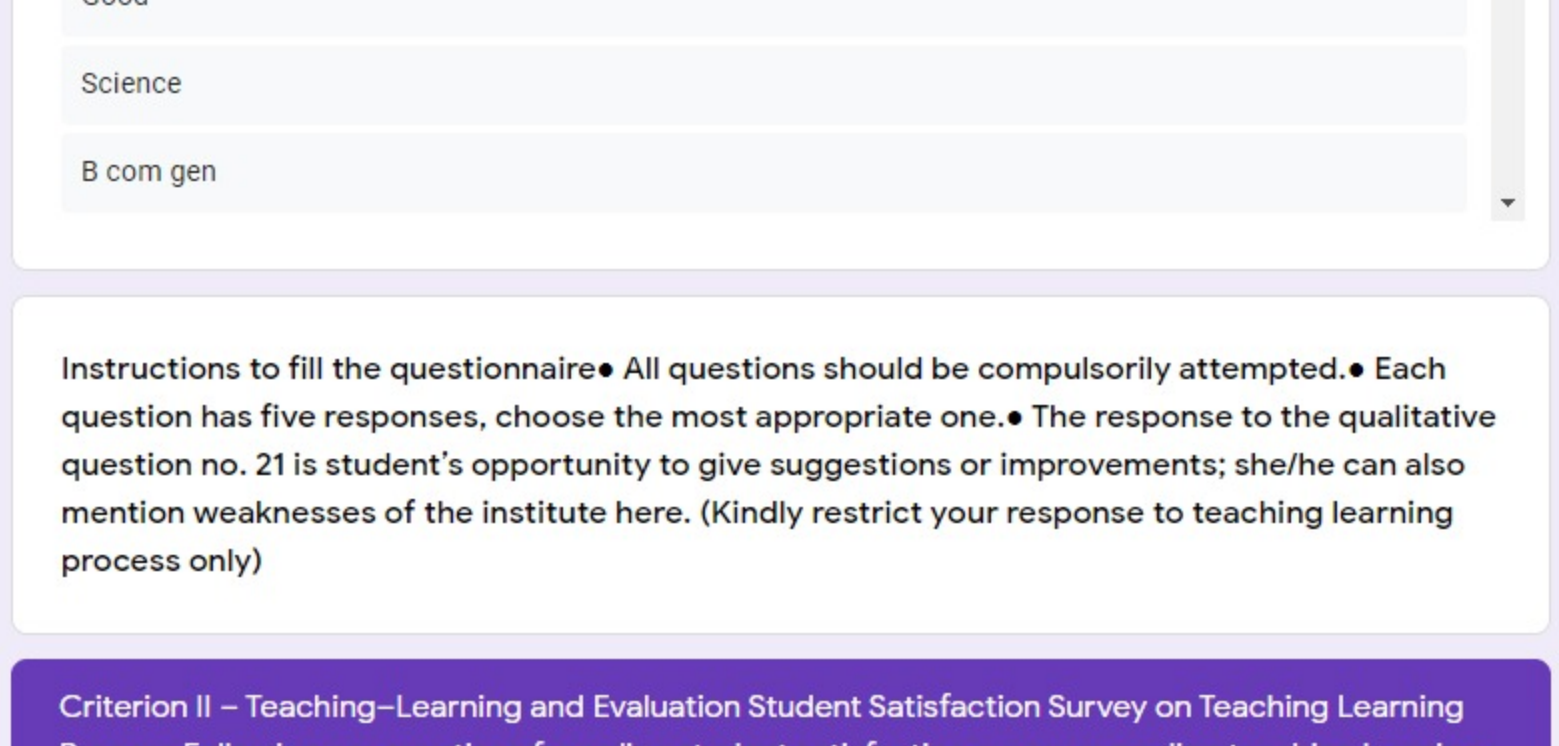 Good
Science
B com gen
Instructions to fill the questionnaire● All questions should be compulsorily attempted.● Each
question has five responses, choose the most appropriate one.● The response to the qualitative
question no. 21 is student’s opportunity to give suggestions or improvements; she/he can also
mention weaknesses of the institute here. (Kindly restrict your response to teaching learning
process only)
Criterion II – Teaching–Learning and Evaluation Student Satisfaction Survey on Teaching Learning